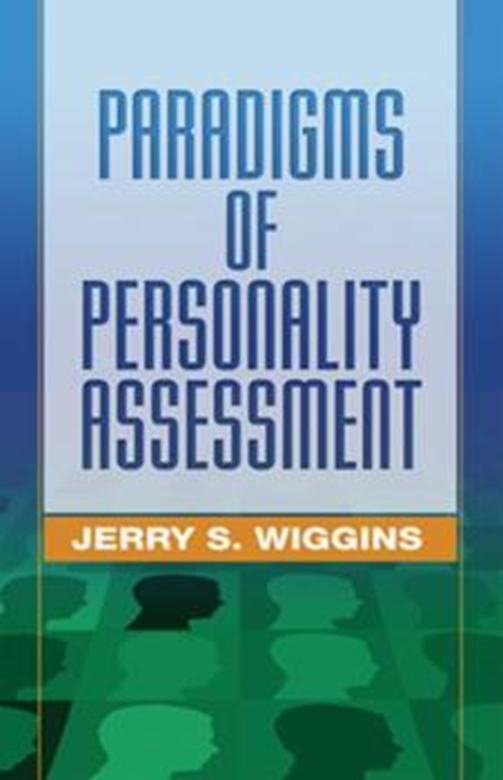 PARADIGMS
OF
PERSONALITY
ASSESSMENT
JERRY S. WIGGINS